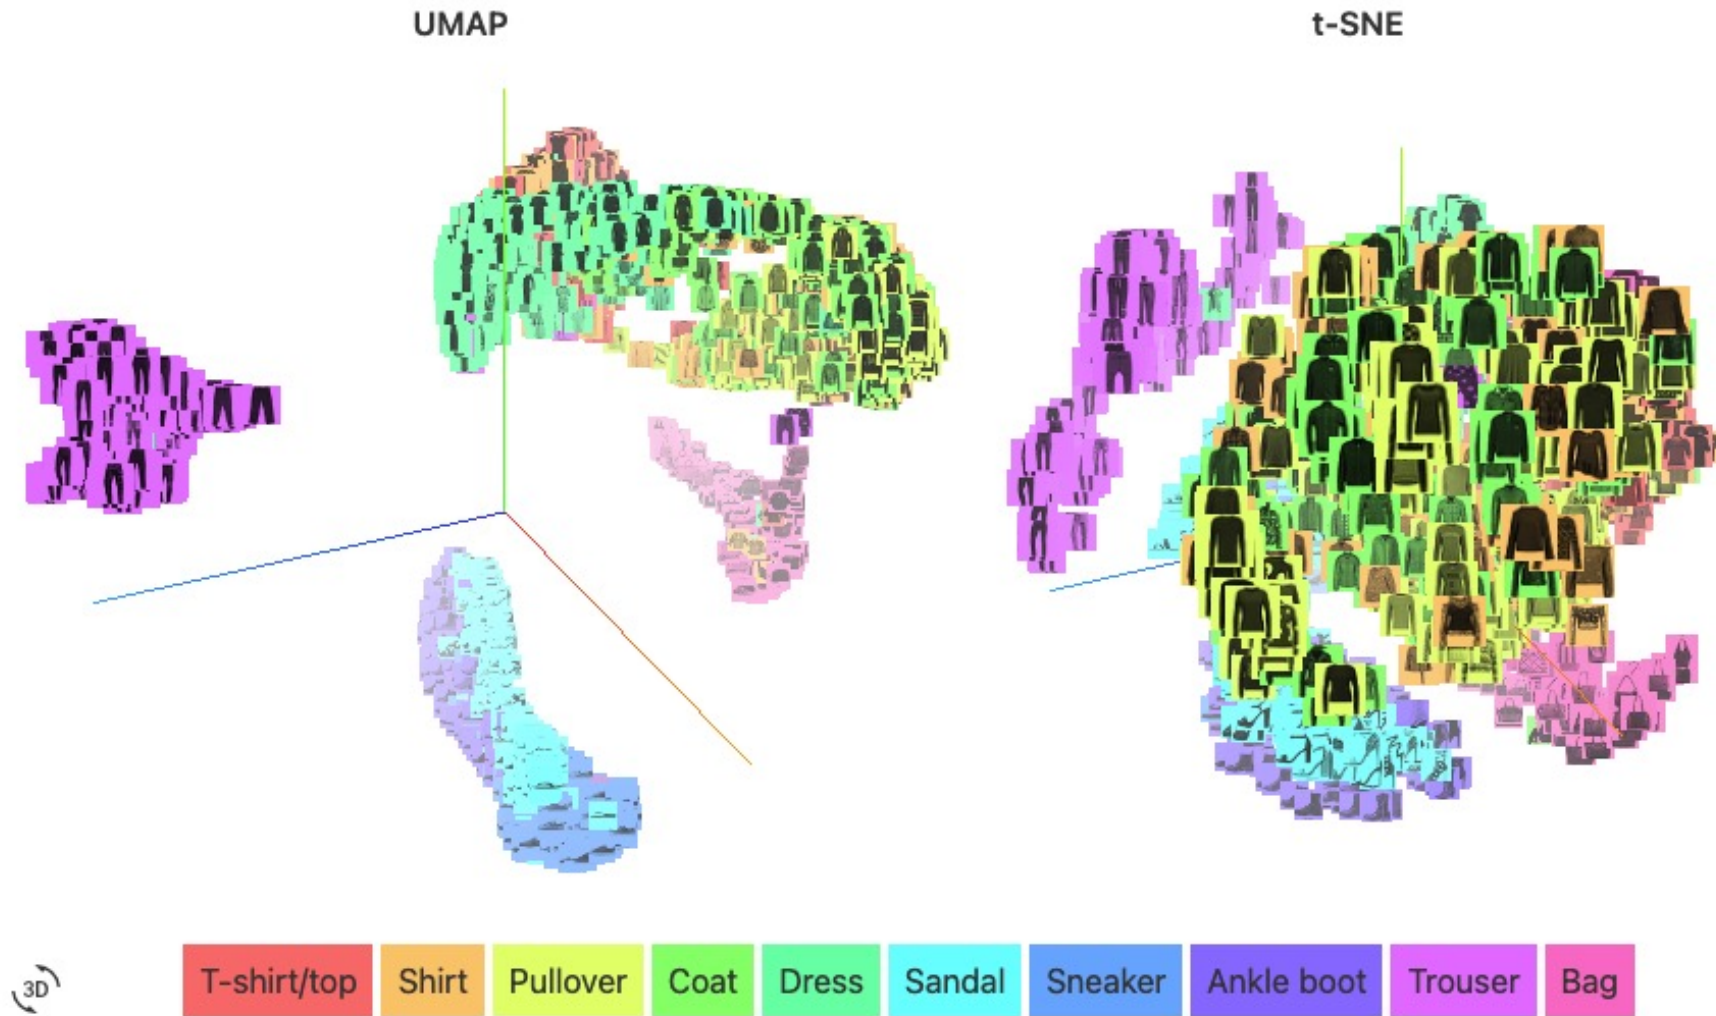 UMAP
t-SNE
3D
T-shirt/top
Shirt
Pullover
Coat
Dress
Sandal
Sneaker
Ankle boot
Trouser
Bag